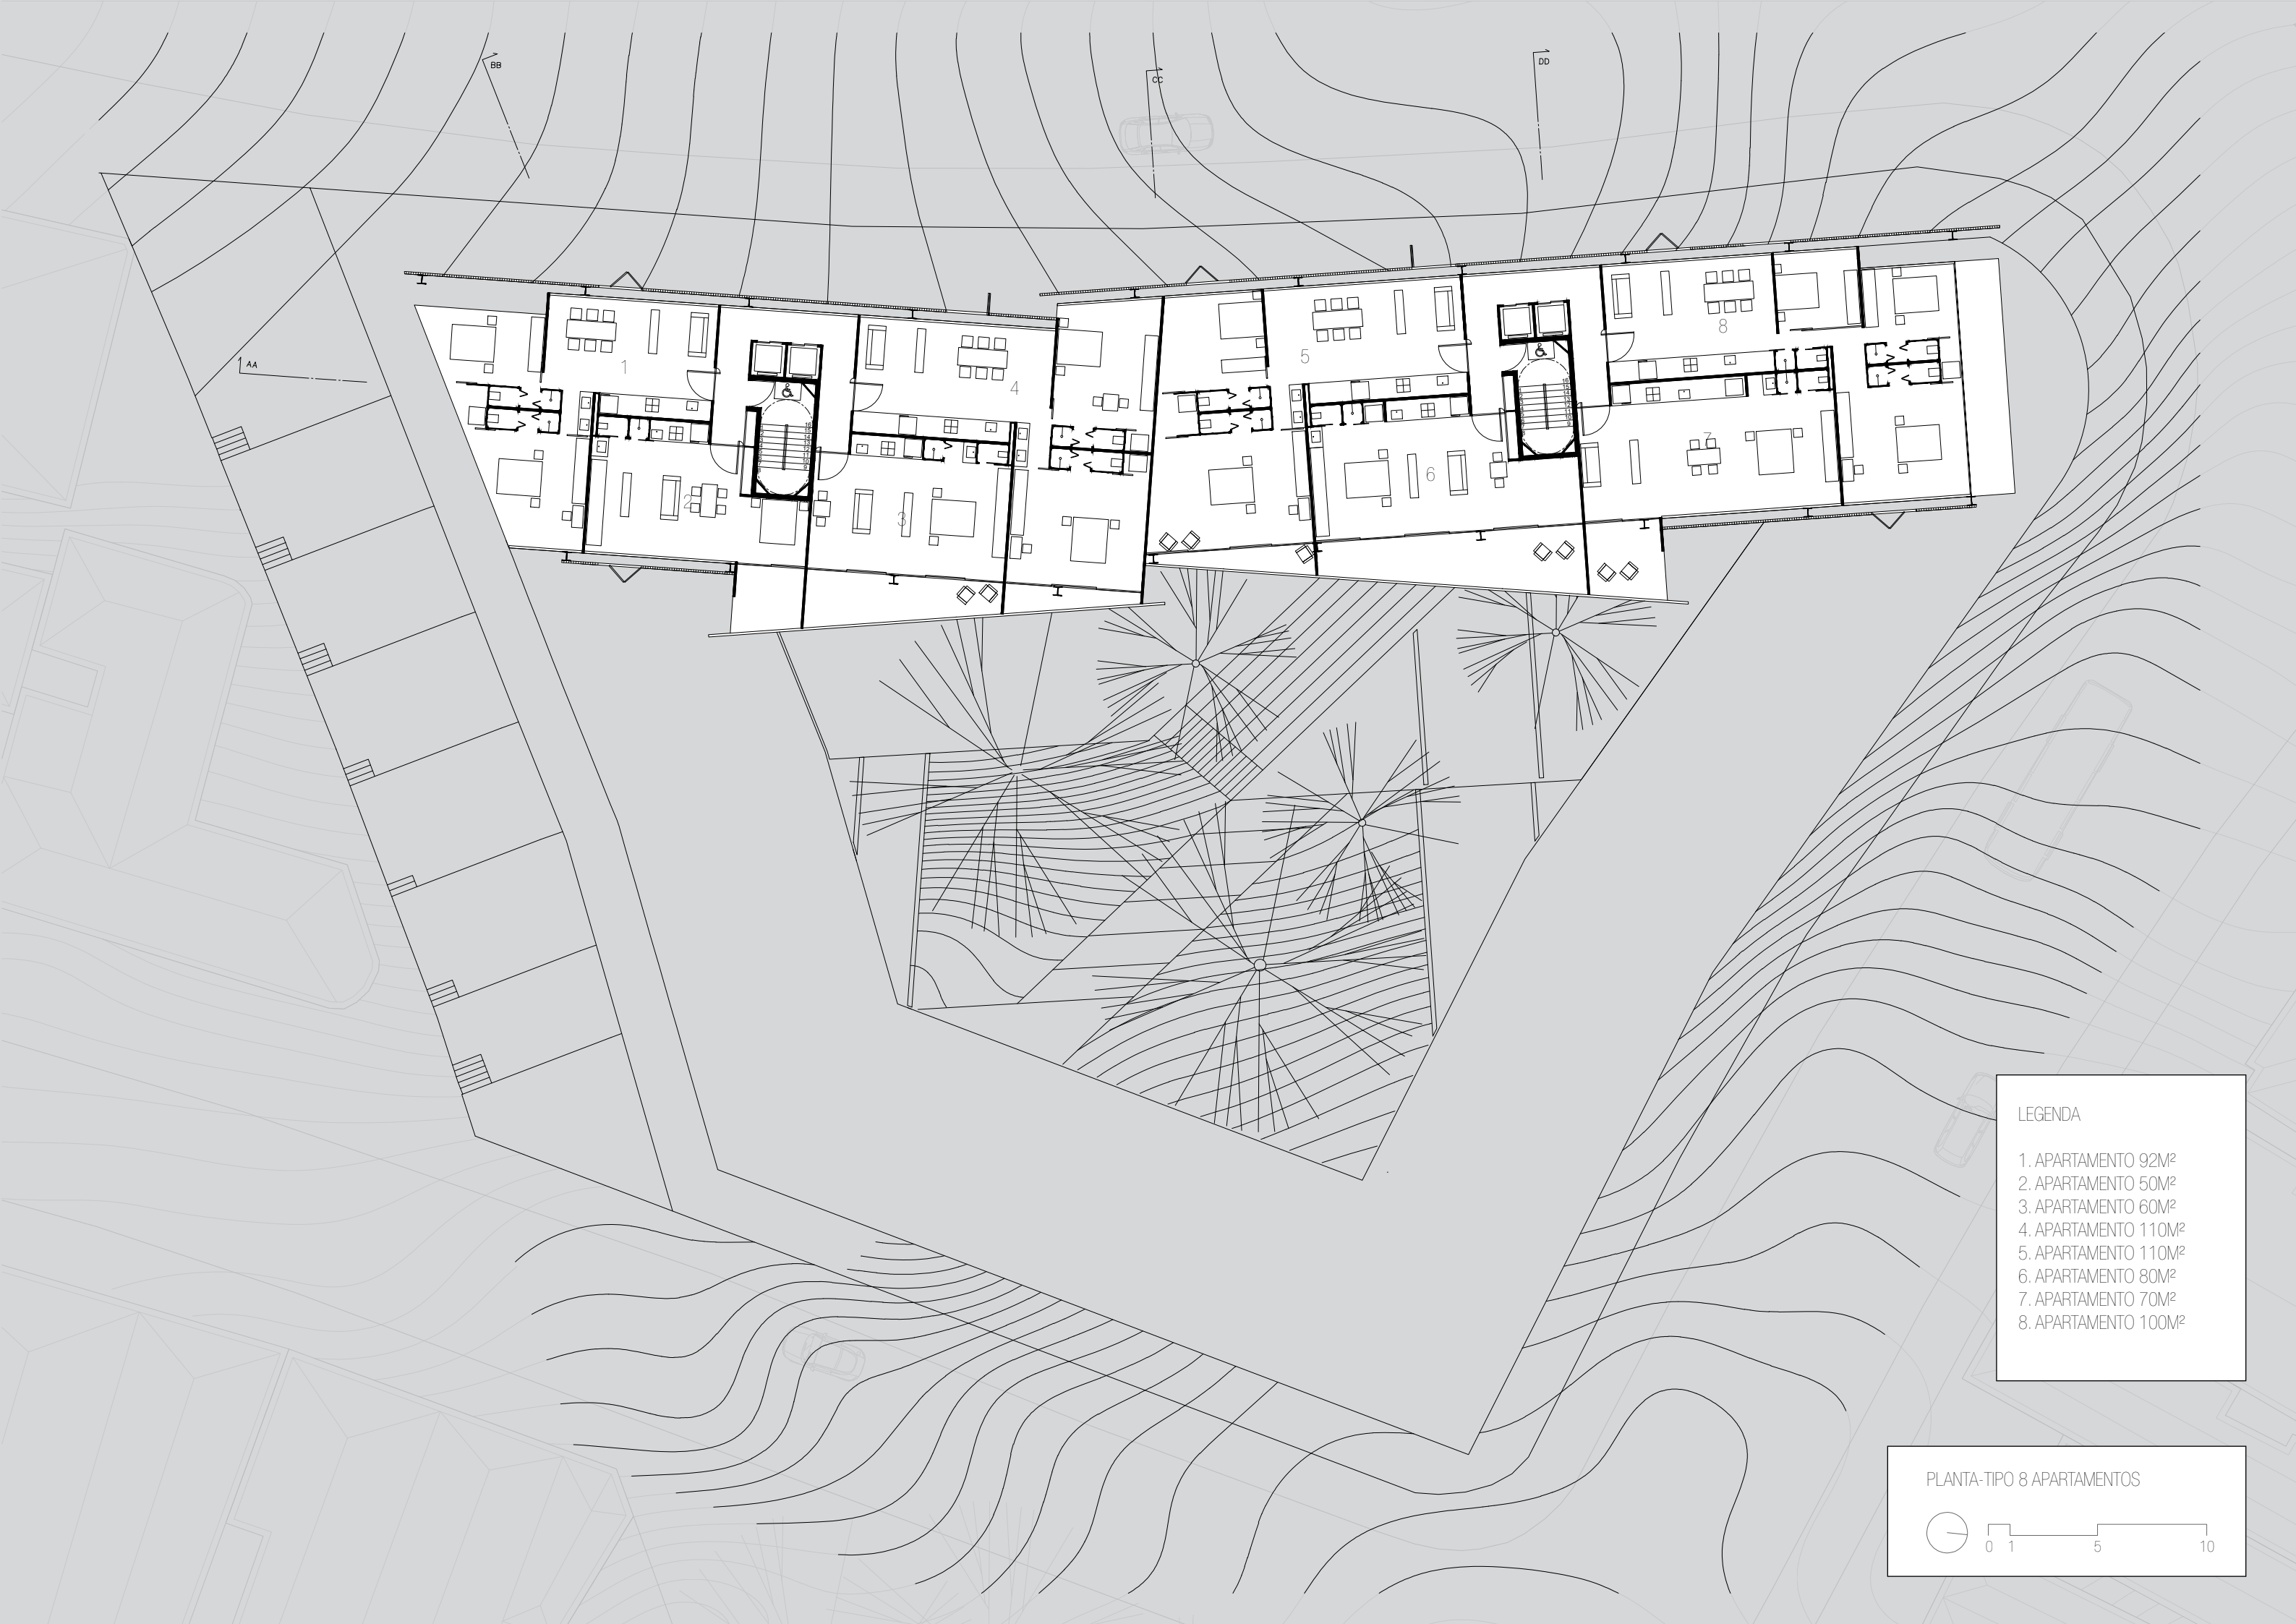 BB
CC
DD
AA
1
4
5
8
2
3
6
7
LEGENDA
1. APARTAMENTO 92M²
2. APARTAMENTO 50M²
3. APARTAMENTO 60M²
4. APARTAMENTO 110M²
5. APARTAMENTO 110M²
6. APARTAMENTO 80M²
7. APARTAMENTO 70M²
8. APARTAMENTO 100M²
PLANTA-TIPO 8 APARTAMENTOS
0 1 5 10